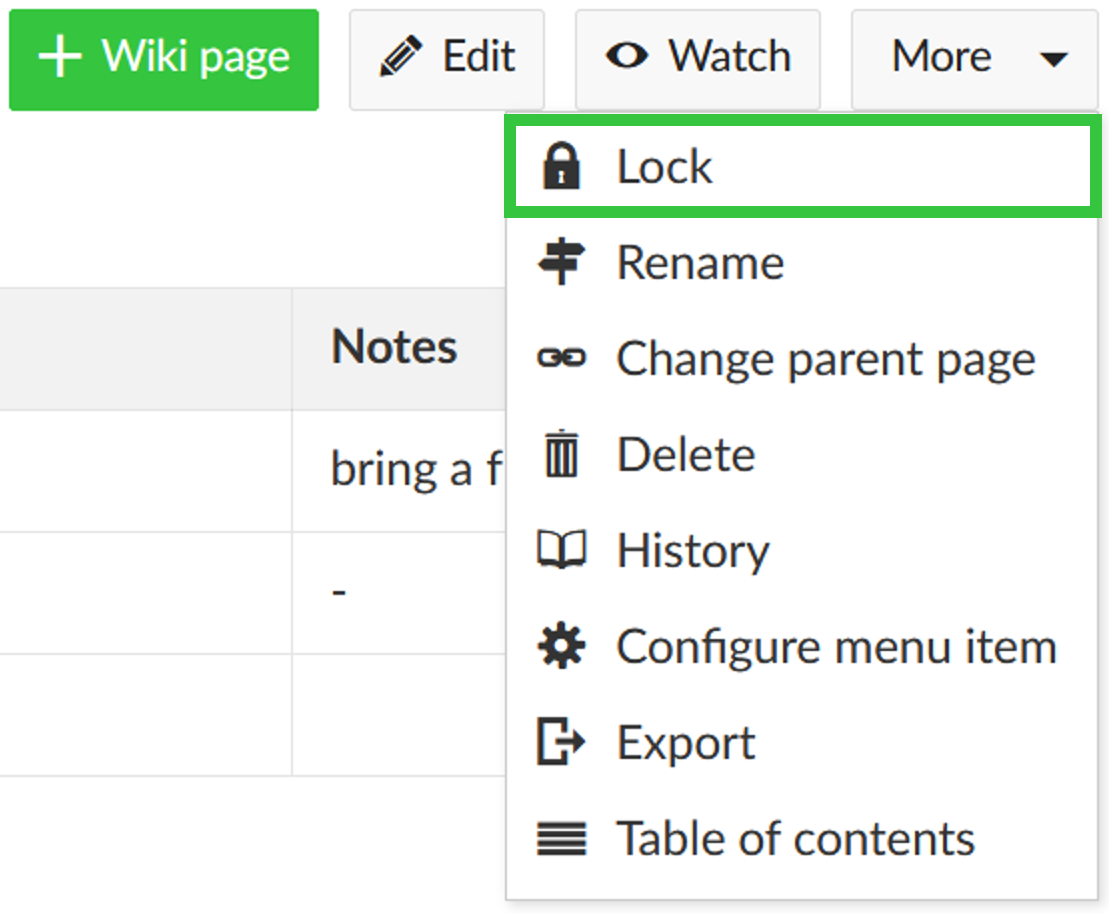 Wiki page Edit Watch More
Lock
Rename
Notes
Change parent page
Delete
bring a f
History
-
Configure menu item
Export
Table of contents